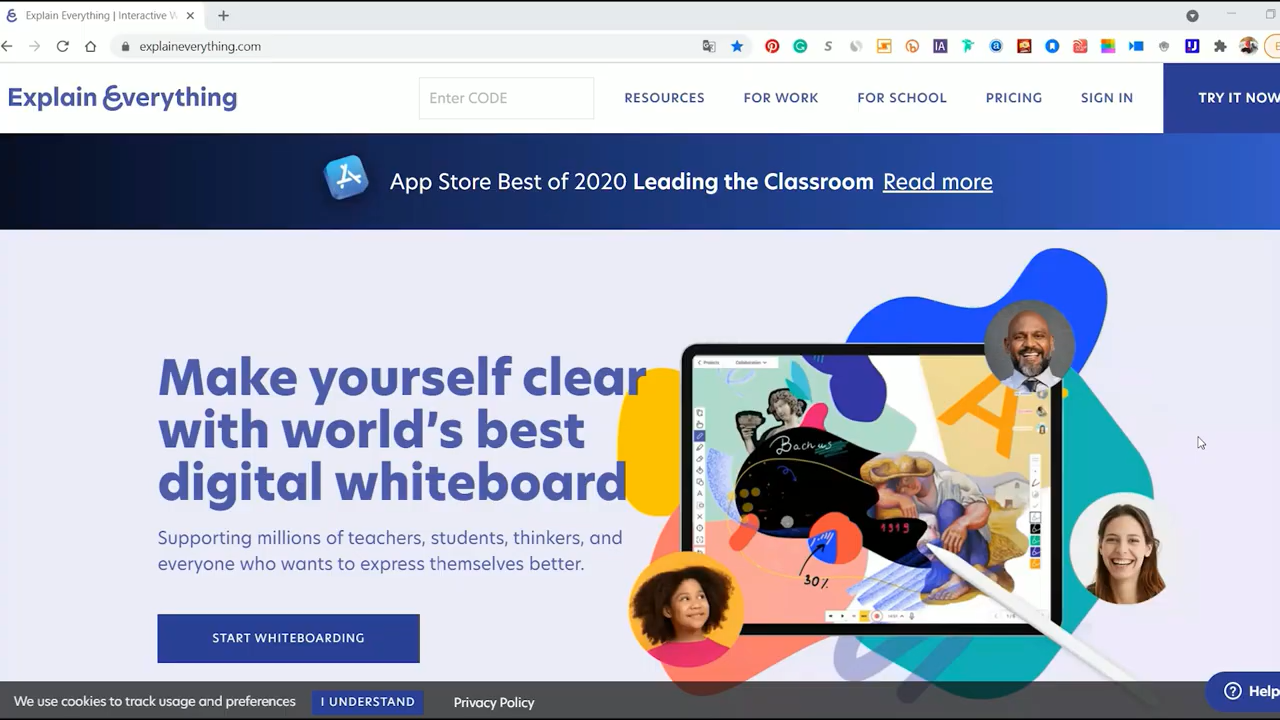 Explain Everything | Interactive W
explaineverything.com
Explain Everything
Enter CODE
RESOURCES
FOR WORK
FOR SCHOOL
PRICING
SIGN IN
TRY IT NOW
App Store Best of 2020 Leading the Classroom Read more
Make yourself clear
with world's best
digital whiteboard
Supporting millions of teachers, students, thinkers, and
everyone who wants to express themselves better.
START WHITEBOARDING
Projects
Collaboration
Bachus
A
1919
30%
We use cookies to track usage and preferences
I UNDERSTAND
Privacy Policy
Help